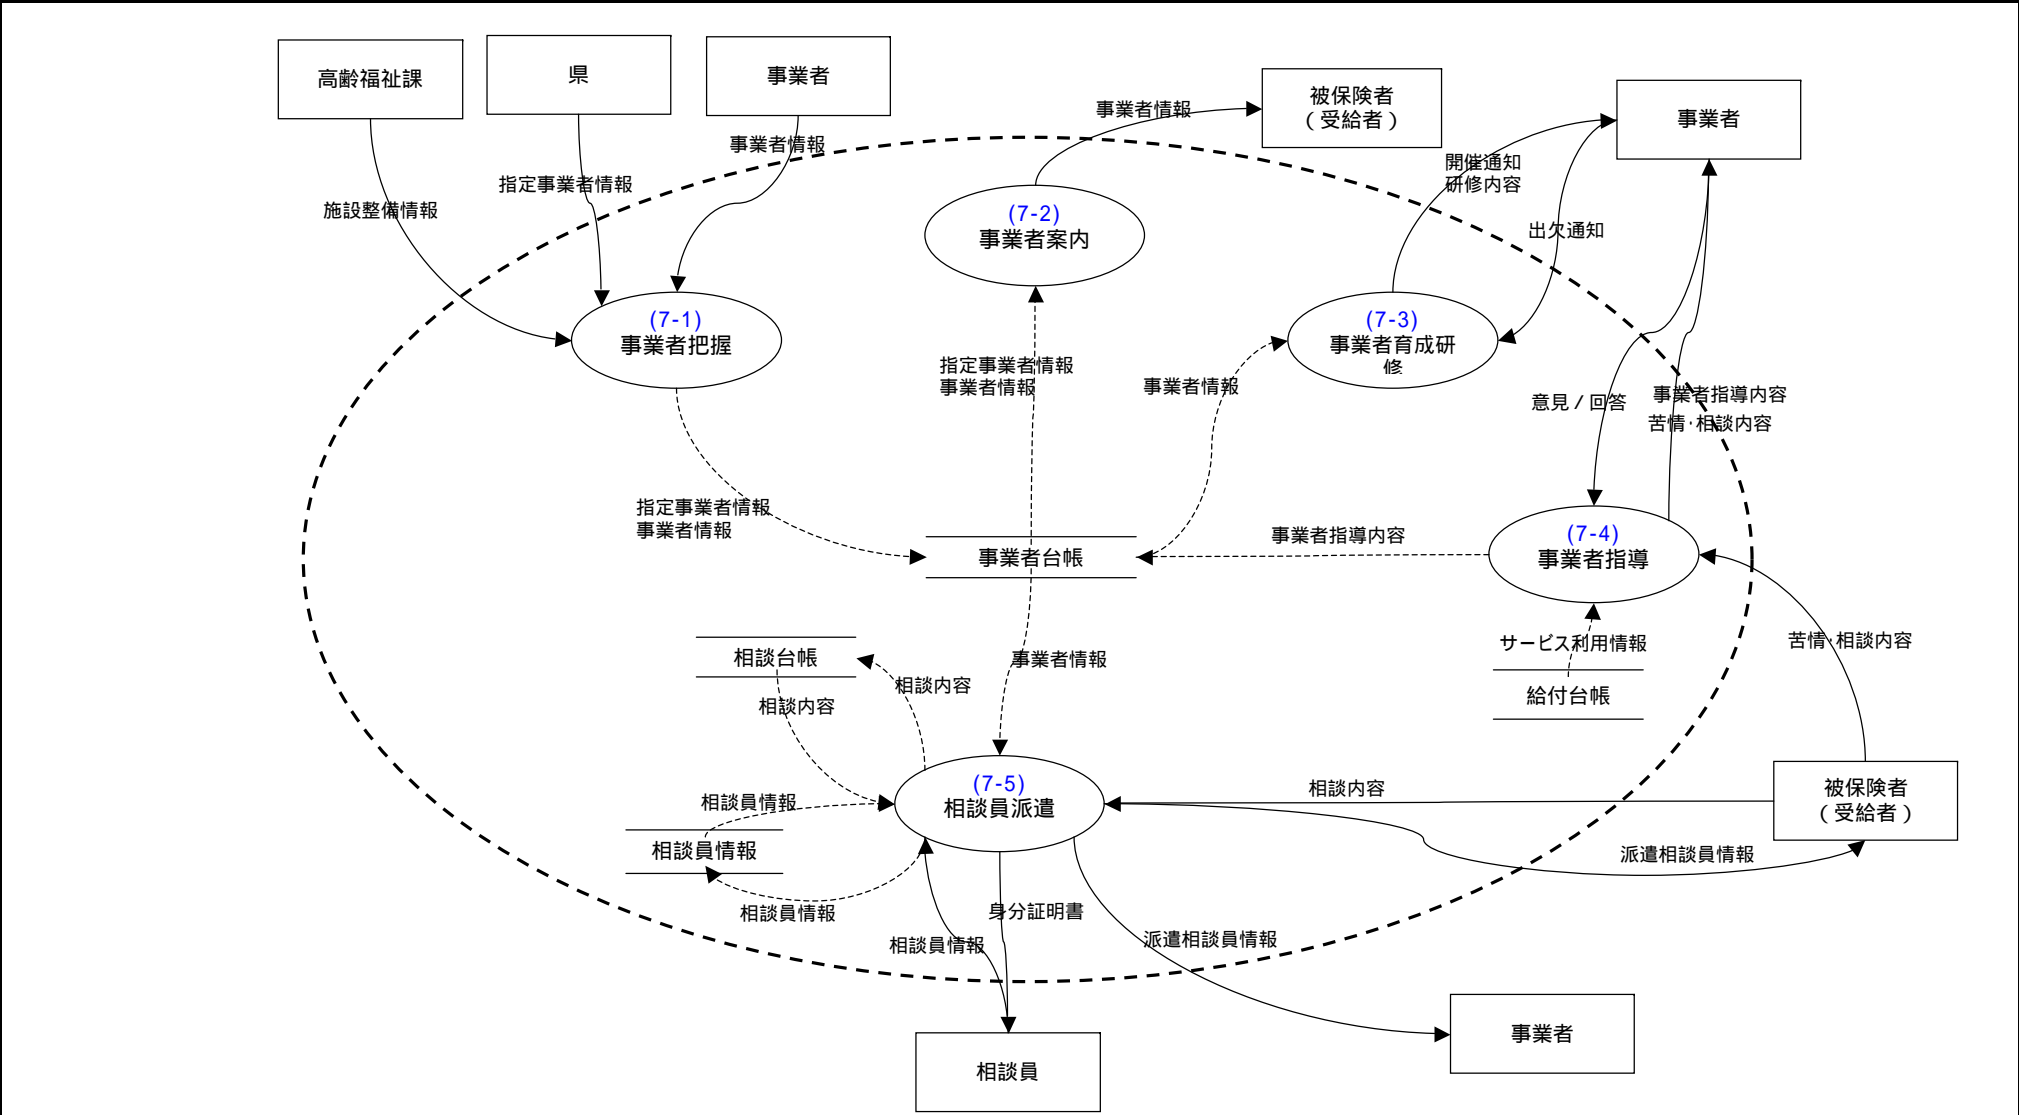 高齢福祉課
県
事業者
被保険者
（受給者）
事業者
事業者情報
事業者情報
指定事業者情報
施設整備情報
開催通知
研修内容
出欠通知
(7-2)
事業者案内
(7-1)
事業者把握
(7-3)
事業者育成研
修
指定事業者情報
事業者情報
事業者情報
意見／回答
事業者指導内容
苦情・相談内容
指定事業者情報
事業者情報
事業者台帳
事業者指導内容
(7-4)
事業者指導
サービス利用情報
給付台帳
苦情・相談内容
相談台帳
相談内容
相談内容
事業者情報
(7-5)
相談員派遣
相談員情報
相談員情報
相談員情報
相談内容
被保険者
（受給者）
派遣相談員情報
身分証明書
相談員情報
派遣相談員情報
相談員
事業者